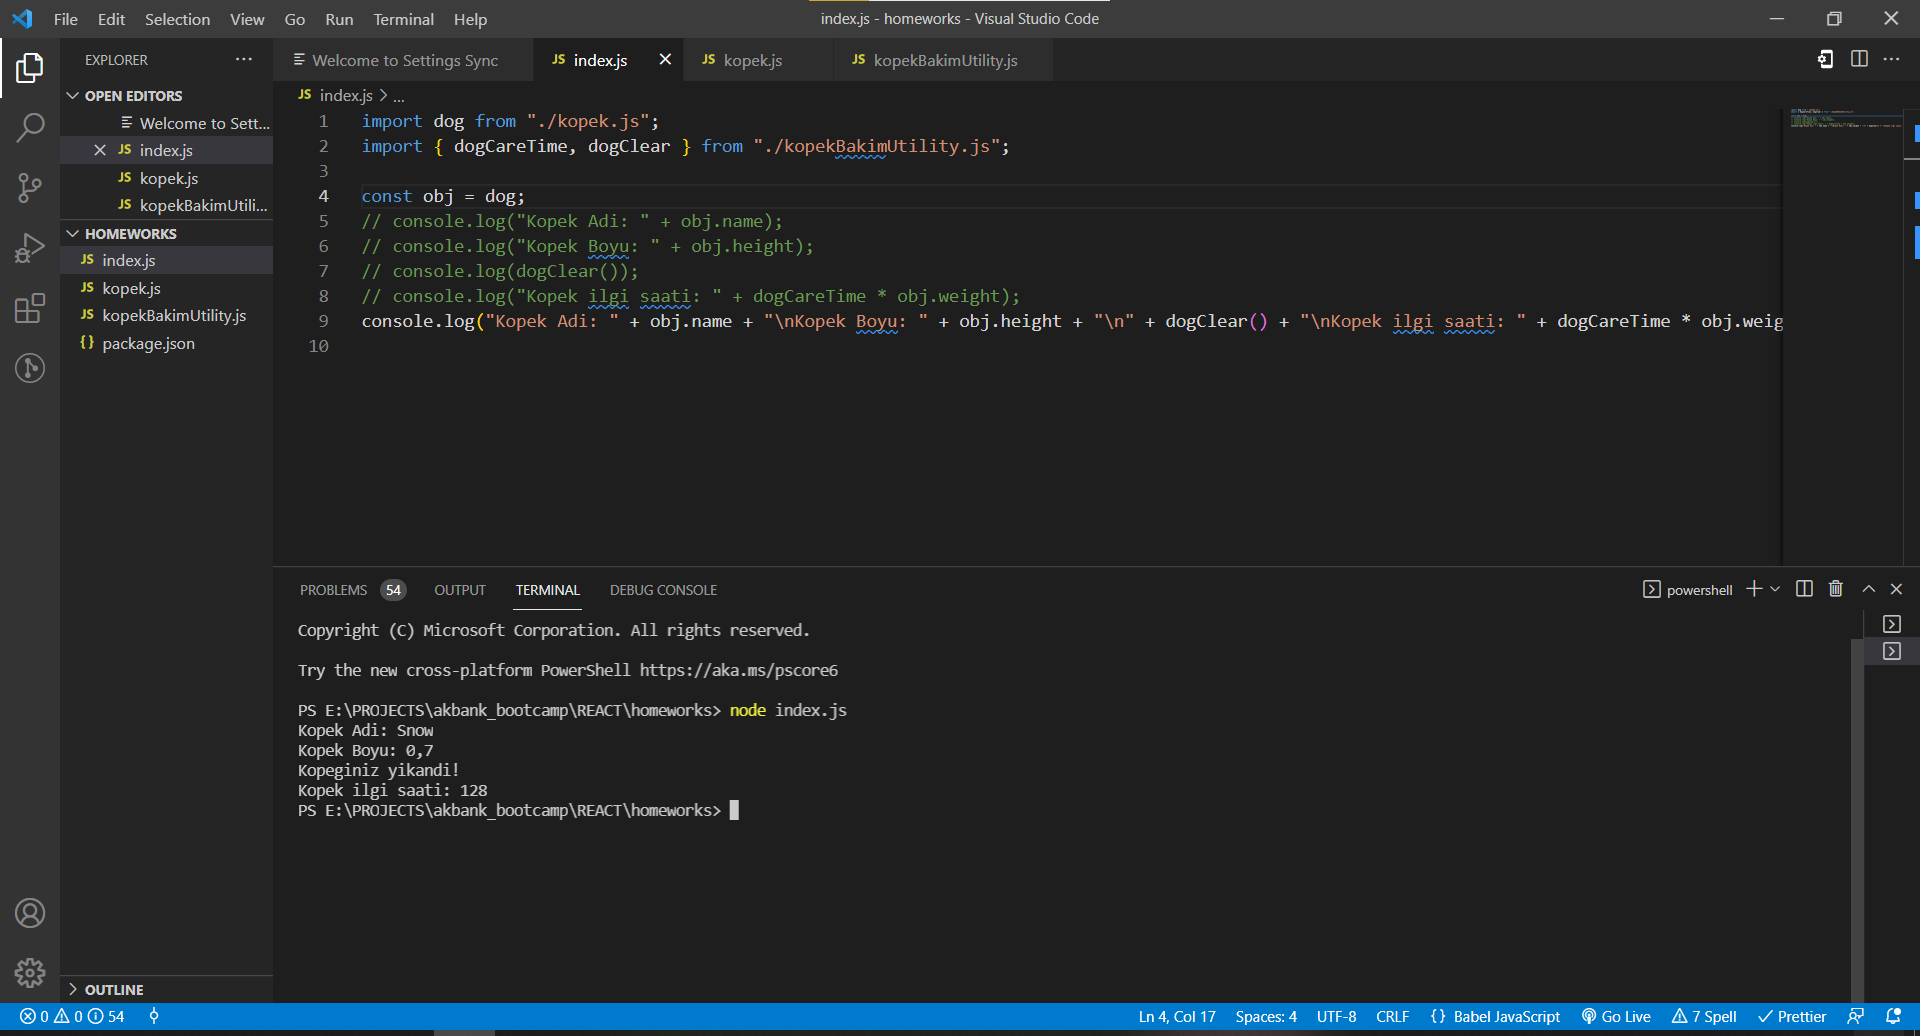 File Edit Selection View Go Run Terminal Help
index.js - homeworks - Visual Studio Code
EXPLORER
OPEN EDITORS
Welcome to Sett...
JS index.js
JS kopek.js
JS kopekBakimUtili...
HOMEWORKS
JS index.js
JS kopek.js
JS kopekBakimUtility.js
{} package.json
OUTLINE
Welcome to Settings Sync
JS index.js
JS kopek.js
JS kopekBakimUtility.js
JS index.js > ...
1 import dog from "./kopek.js";
2 import { dogCareTime, dogClear } from "./kopekBakimUtility.js";
3
4 const obj = dog;
5 // console.log("Kopek Adi: " + obj.name);
6 // console.log("Kopek Boyu: " + obj.height);
7 // console.log(dogClear());
8 // console.log("Kopek ilgi saati: " + dogCareTime * obj.weight);
9 console.log("Kopek Adi: " + obj.name + "\nKopek Boyu: " + obj.height + "\n" + dogClear() + "\nKopek ilgi saati: " + dogCareTime * obj.weig
10
PROBLEMS 54 OUTPUT TERMINAL DEBUG CONSOLE
powershell
Copyright (C) Microsoft Corporation. All rights reserved.
Try the new cross-platform PowerShell https://aka.ms/pscore6
PS E:\PROJECTS\akbank_bootcamp\REACT\homeworks> node index.js
Kopek Adi: Snow
Kopek Boyu: 0,7
Kopeginiz yikandi!
Kopek ilgi saati: 128
PS E:\PROJECTS\akbank_bootcamp\REACT\homeworks>
0 0 54
Ln 4, Col 17 Spaces: 4 UTF-8 CRLF {} Babel JavaScript Go Live 7 Spell Prettier